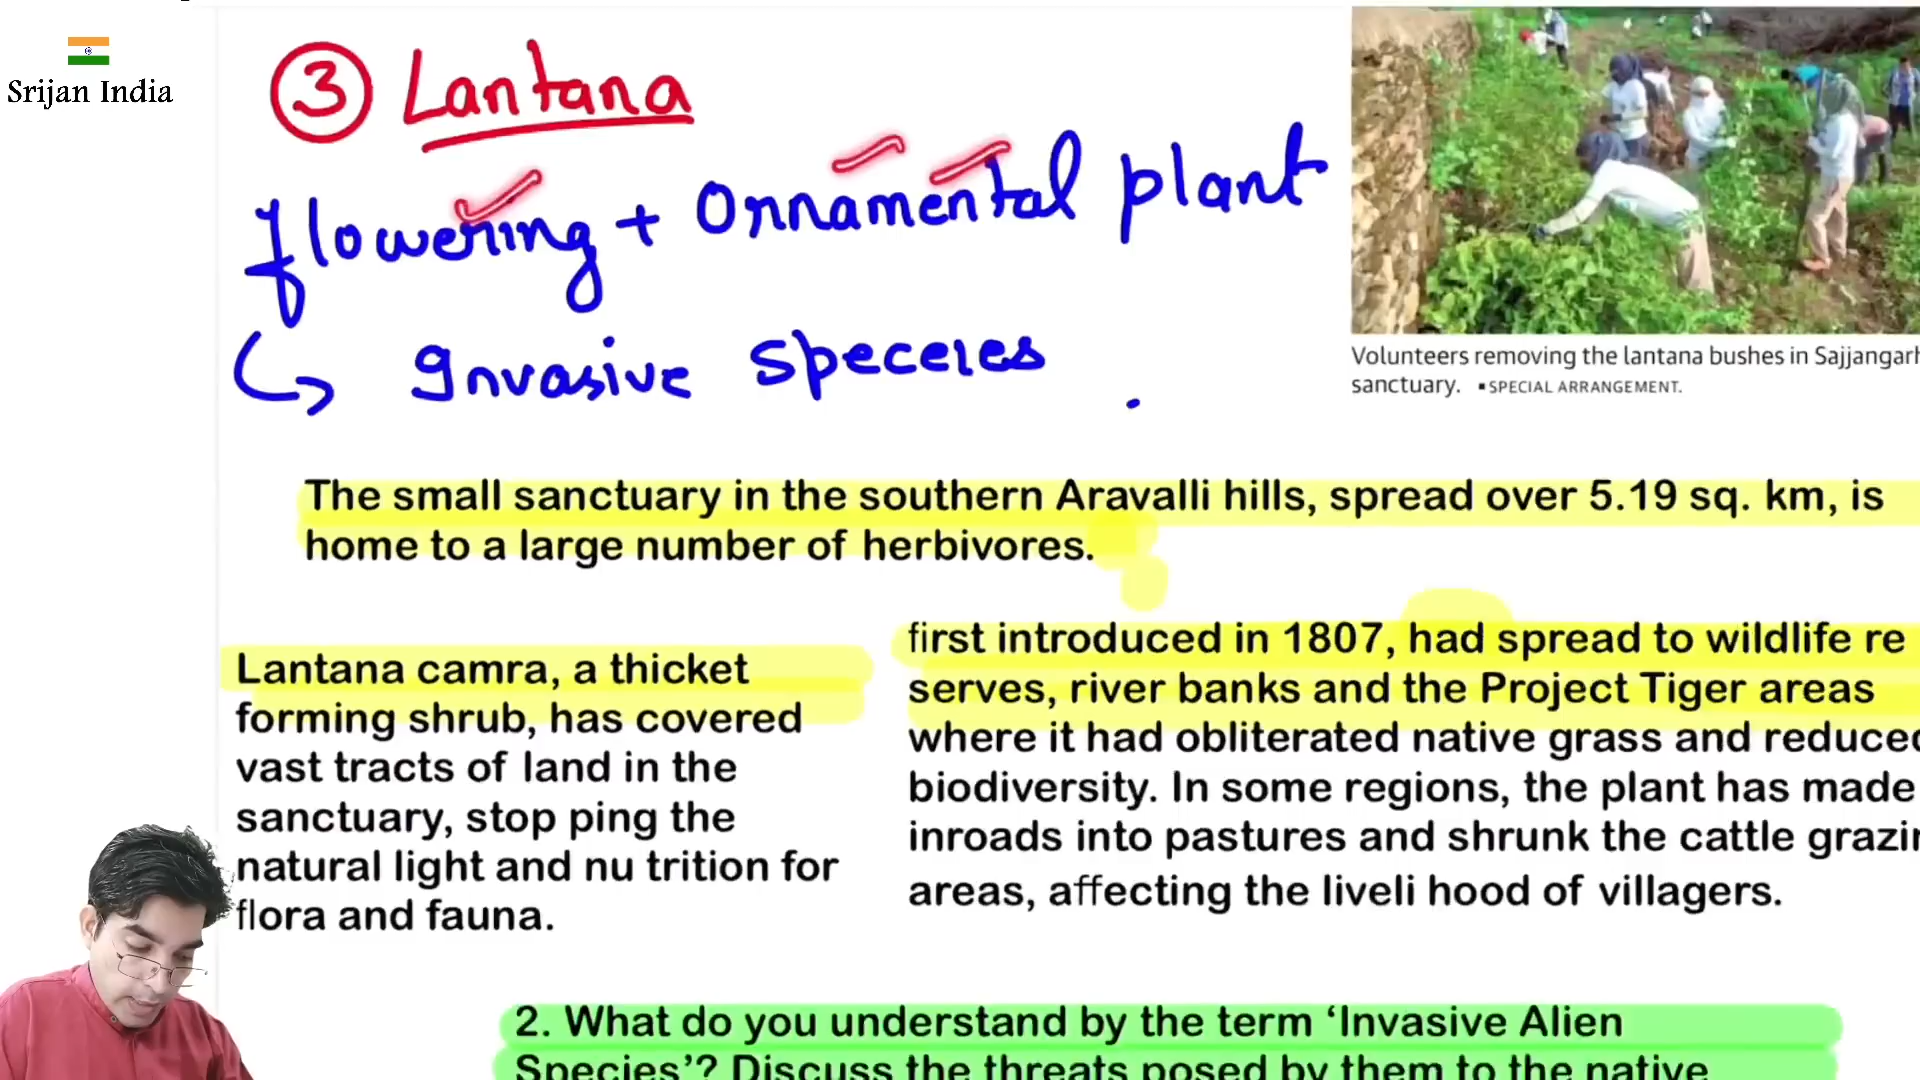 Srijan India
3 Lantana
flowering + Ornnamental plant
Invasive speceies
Volunteers removing the lantana bushes in Sajjangarh
sanctuary. ▪SPECIAL ARRANGEMENT.
The small sanctuary in the southern Aravalli hills, spread over 5.19 sq. km, is
home to a large number of herbivores.
Lantana camra, a thicket
forming shrub, has covered
vast tracts of land in the
sanctuary, stop ping the
natural light and nu trition for
flora and fauna.
first introduced in 1807, had spread to wildlife re
serves, river banks and the Project Tiger areas
where it had obliterated native grass and reduced
biodiversity. In some regions, the plant has made
inroads into pastures and shrunk the cattle grazin
areas, affecting the liveli hood of villagers.
2. What do you understand by the term ‘Invasive Alien
Species’? Discuss the threats posed by them to the native